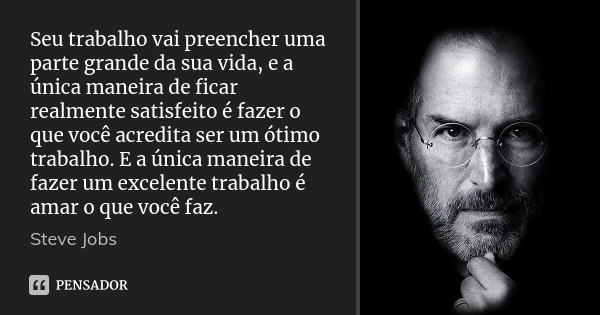 Seu trabalho vai preencher uma
parte grande da sua vida, e a
única maneira de ficar
realmente satisfeito é fazer o
que você acredita ser um ótimo
trabalho. E a única maneira de
fazer um excelente trabalho é
amar o que você faz.
Steve Jobs
PENSADOR